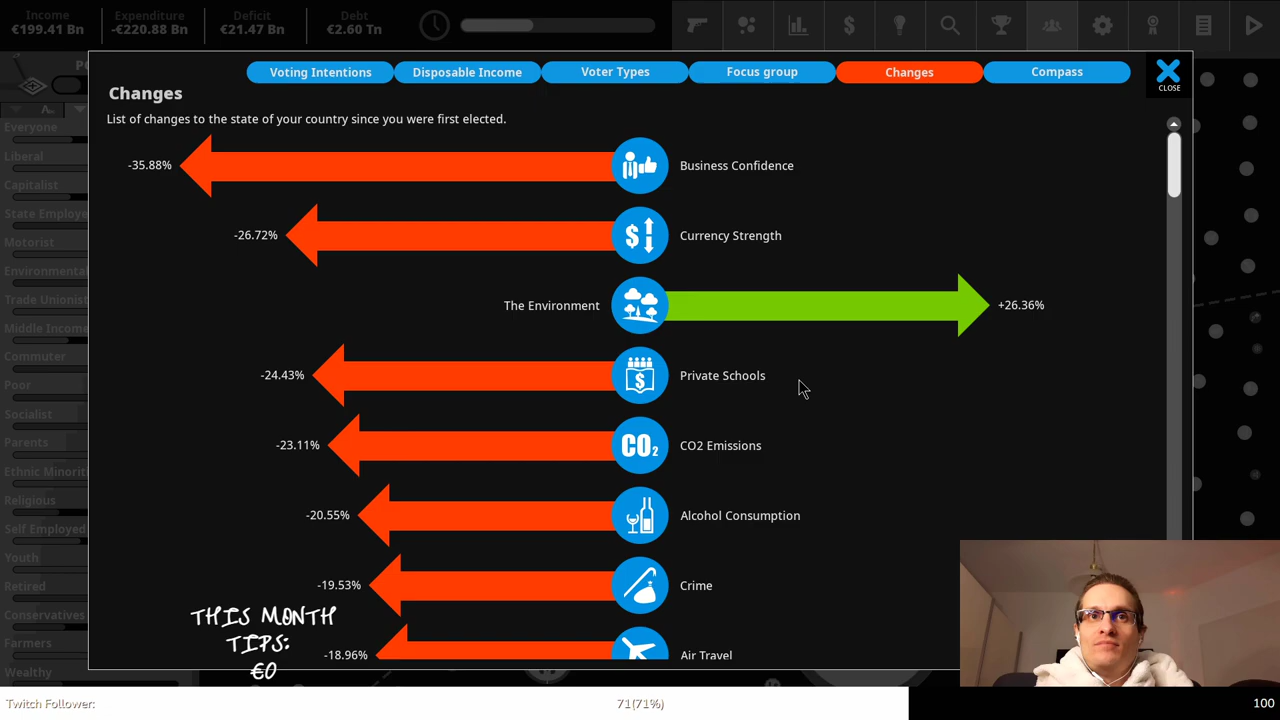 Income
€199.41 Bn
Expenditure
-€220.88 Bn
Deficit
€21.47 Bn
Debt
€2.60 Tn
Voting Intentions
Disposable Income
Voter Types
Focus group
Changes
Compass
CLOSE
Changes
List of changes to the state of your country since you were first elected.
-35.88%
Business Confidence
-26.72%
Currency Strength
The Environment
+26.36%
-24.43%
Private Schools
-23.11%
CO2 Emissions
-20.55%
Alcohol Consumption
-19.53%
Crime
-18.96%
Air Travel
Everyone
Liberal
Capitalist
State Employe
Motorist
Environmental
Trade Unionist
Middle Income
Commuter
Poor
Socialist
Parents
Ethnic Minoriti
Religious
Self Employed
Youth
Retired
Conservatives
Farmers
Wealthy
THIS MONTH
TIPS:
€0
Twitch Follower:
71(71%)
100